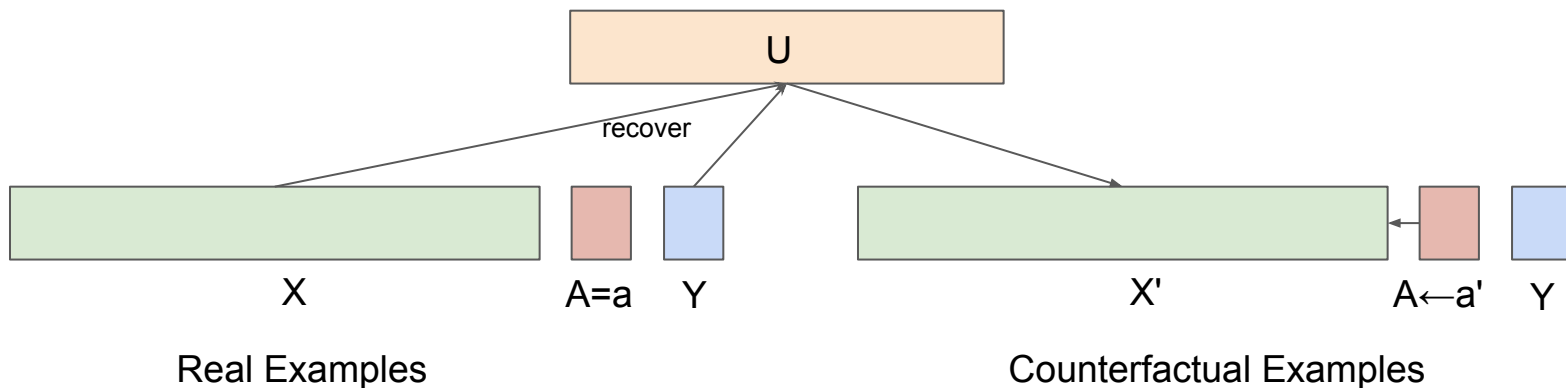 U
recover
X A=a Y X' A←a' Y
Real Examples Counterfactual Examples